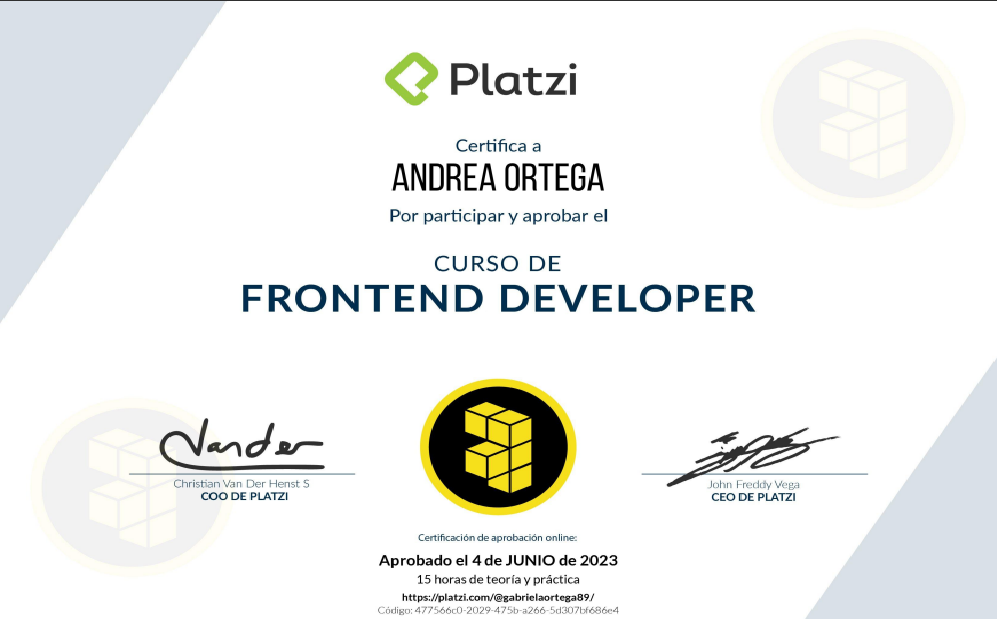 Platzi
Certifica a
ANDREA ORTEGA
Por participar y aprobar el
CURSO DE
FRONTEND DEVELOPER
Vander
Christian Van Der Henst S
COO DE PLATZI
John Freddy Vega
CEO DE PLATZI
Certificación de aprobación online:
Aprobado el 4 de JUNIO de 2023
15 horas de teoría y práctica
https://platzi.com/@gabrielaortega89/
Código: 477566c0-2029-475b-a266-5d307bf686e4